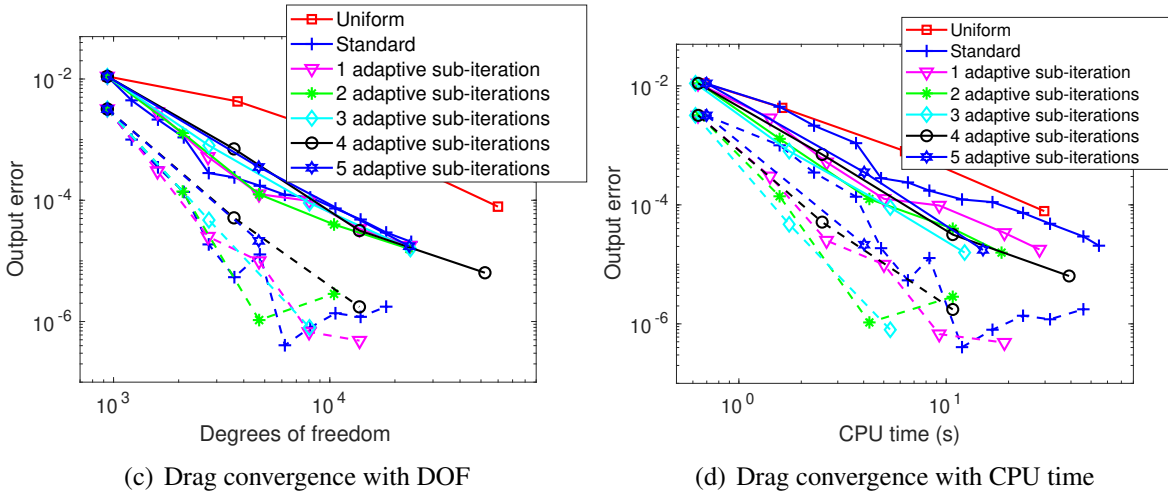 Uniform
Standard
1 adaptive sub-iteration
2 adaptive sub-iterations
3 adaptive sub-iterations
4 adaptive sub-iterations
5 adaptive sub-iterations
10^-2
10^-4
10^-6
Output error
10^3
10^4
Degrees of freedom
(c) Drag convergence with DOF
Uniform
Standard
1 adaptive sub-iteration
2 adaptive sub-iterations
3 adaptive sub-iterations
4 adaptive sub-iterations
5 adaptive sub-iterations
10^-2
10^-4
10^-6
Output error
10^0
10^1
CPU time (s)
(d) Drag convergence with CPU time